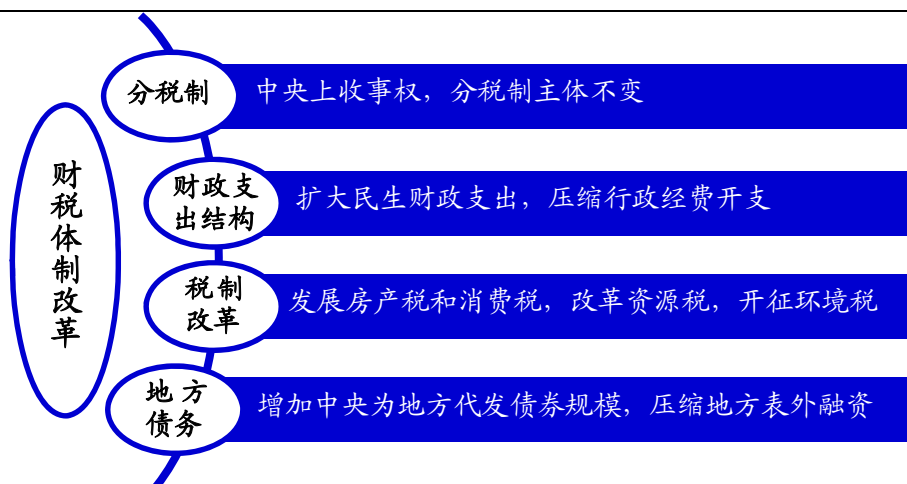 财税体制改革
分税制
中央上收事权，分税制主体不变
财政支
出结构
扩大民生财政支出，压缩行政经费开支
税制
改革
发展房产税和消费税，改革资源税，开征环境税
地方
债务
增加中央为地方代发债券规模，压缩地方表外融资